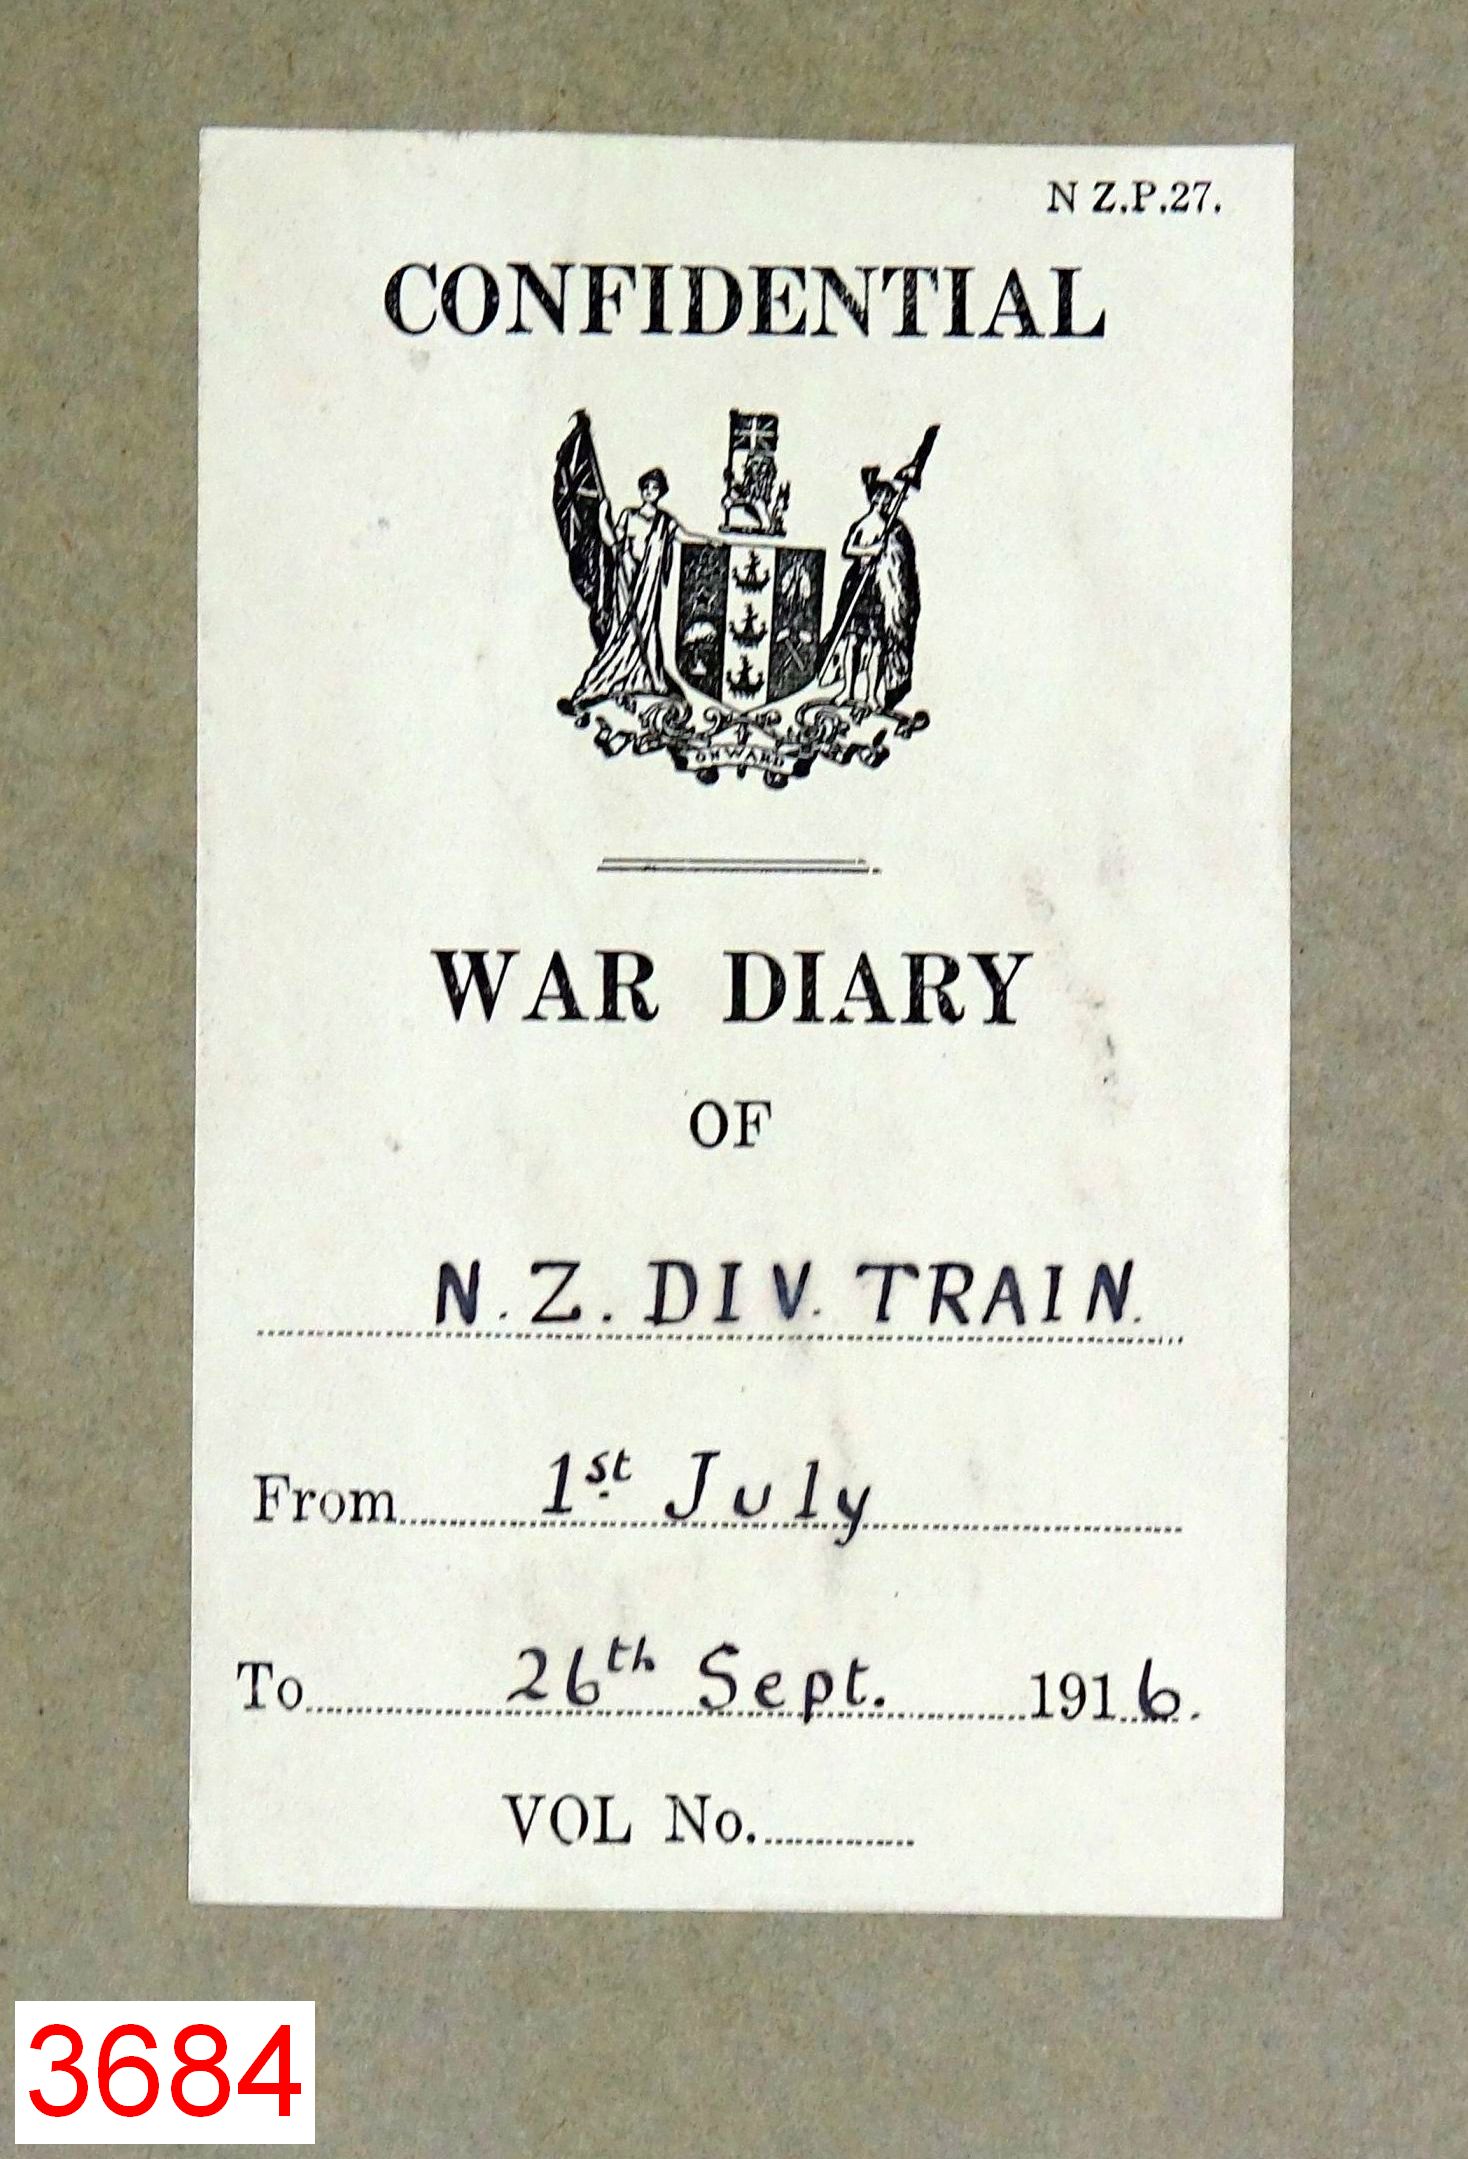 N Z.P.27.
CONFIDENTIAL
ONWARD
WAR DIARY
OF
N.Z. DIV. TRAIN.
From 1st July
To 26th Sept. 1916.
VOL No.
3684